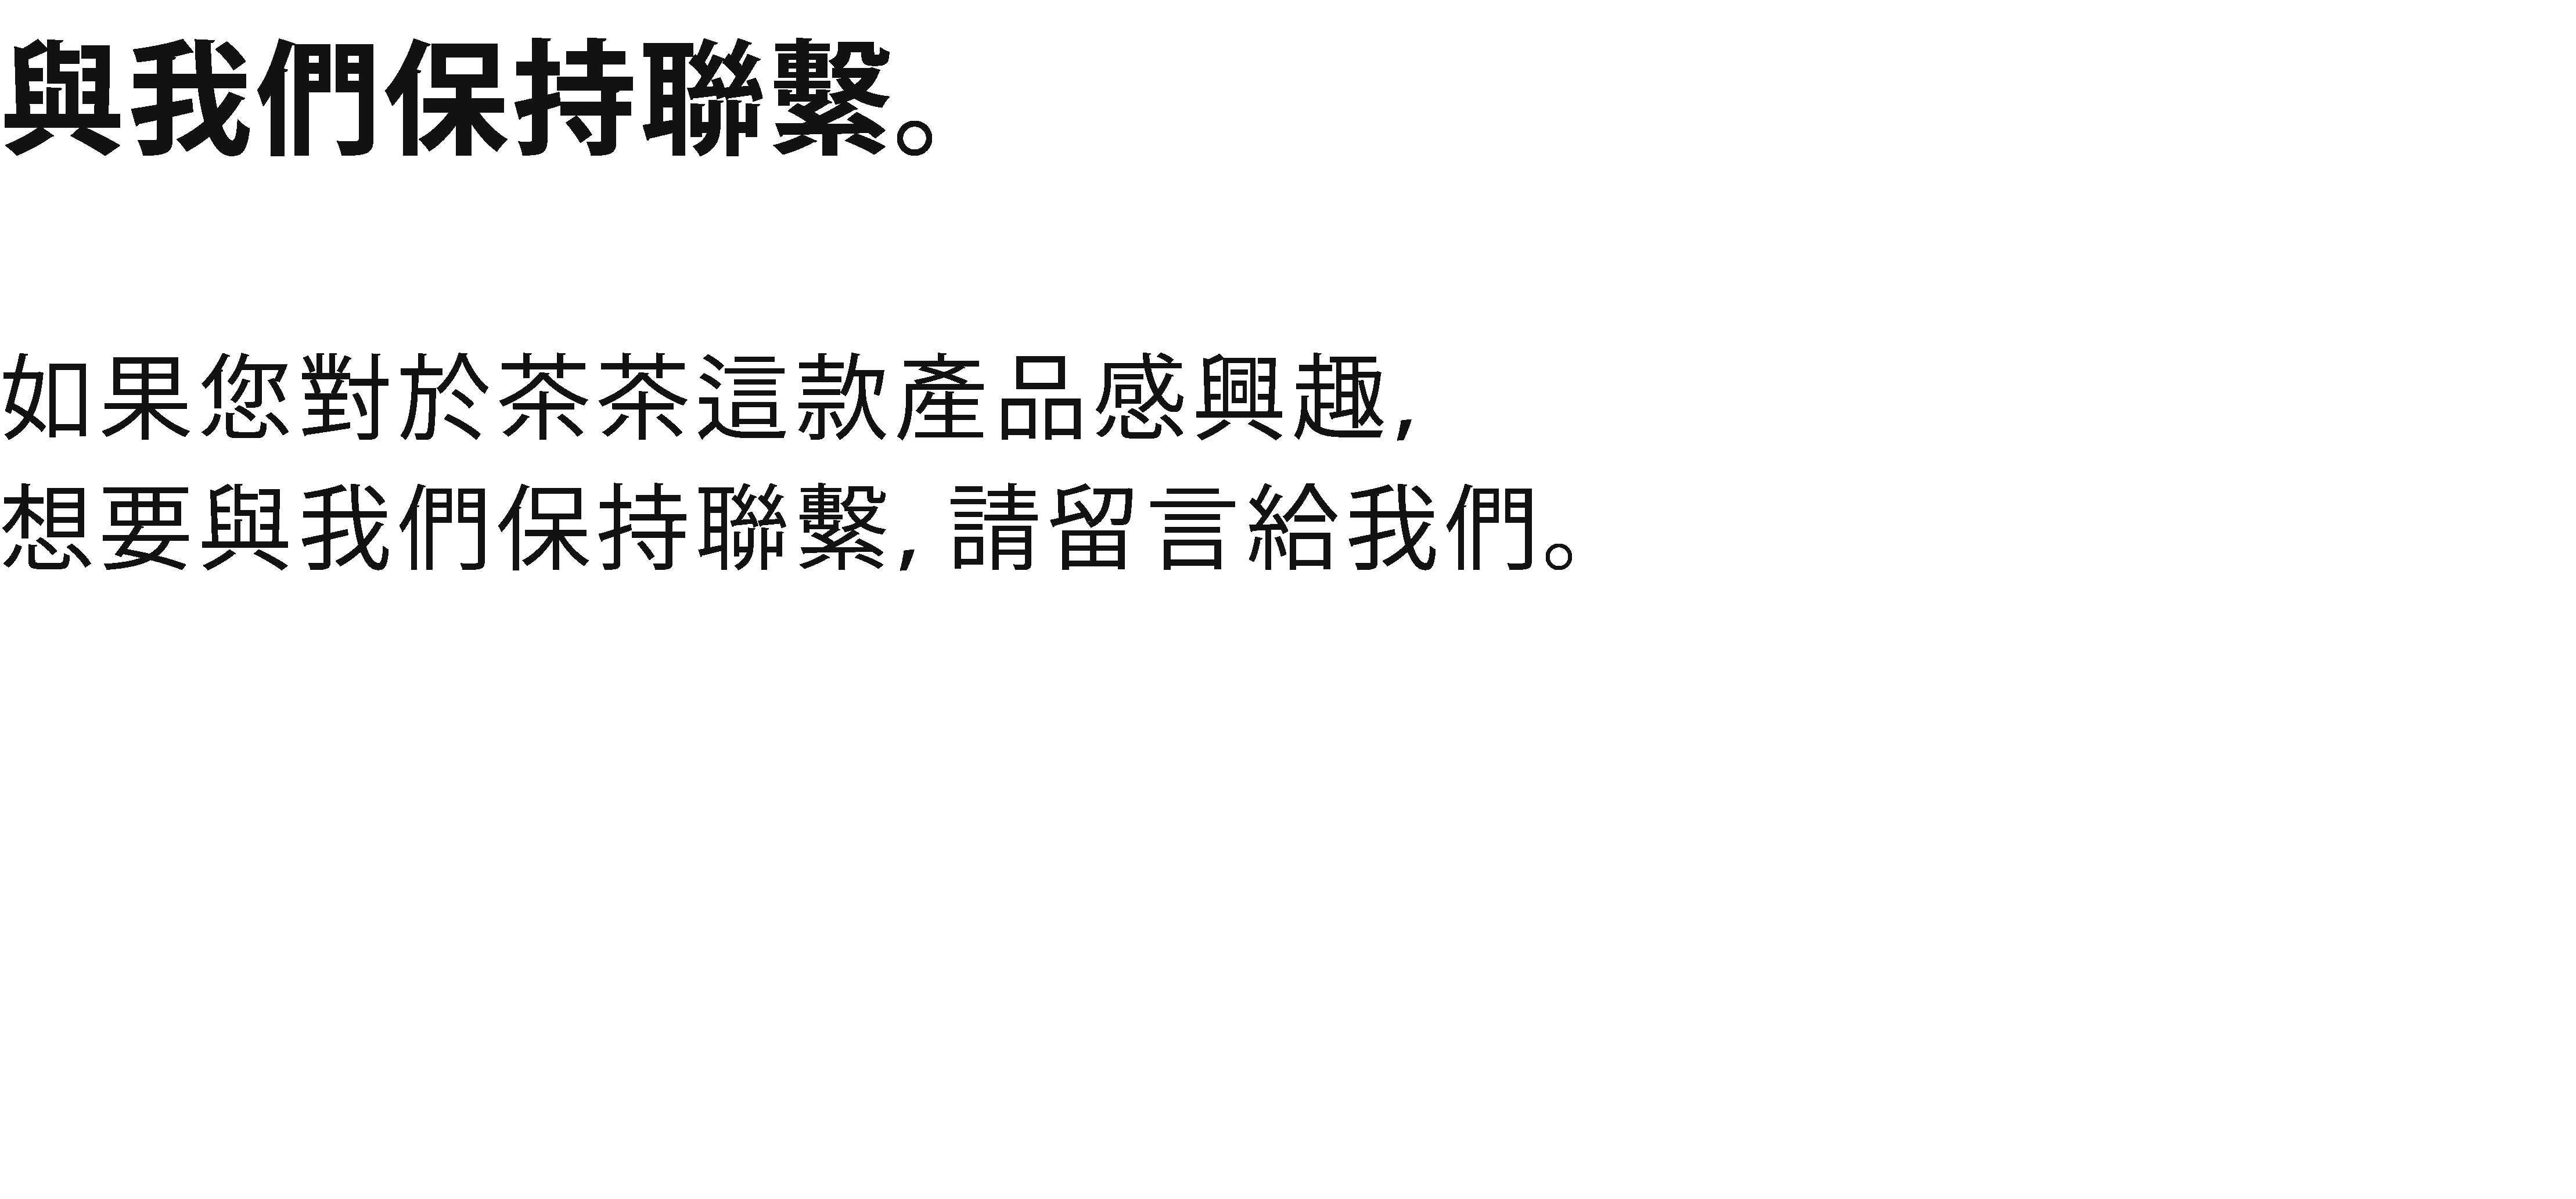 與我們保持聯繫。
如果您對於茶茶這款產品感興趣,
想要與我們保持聯繫, 請留言給我們。